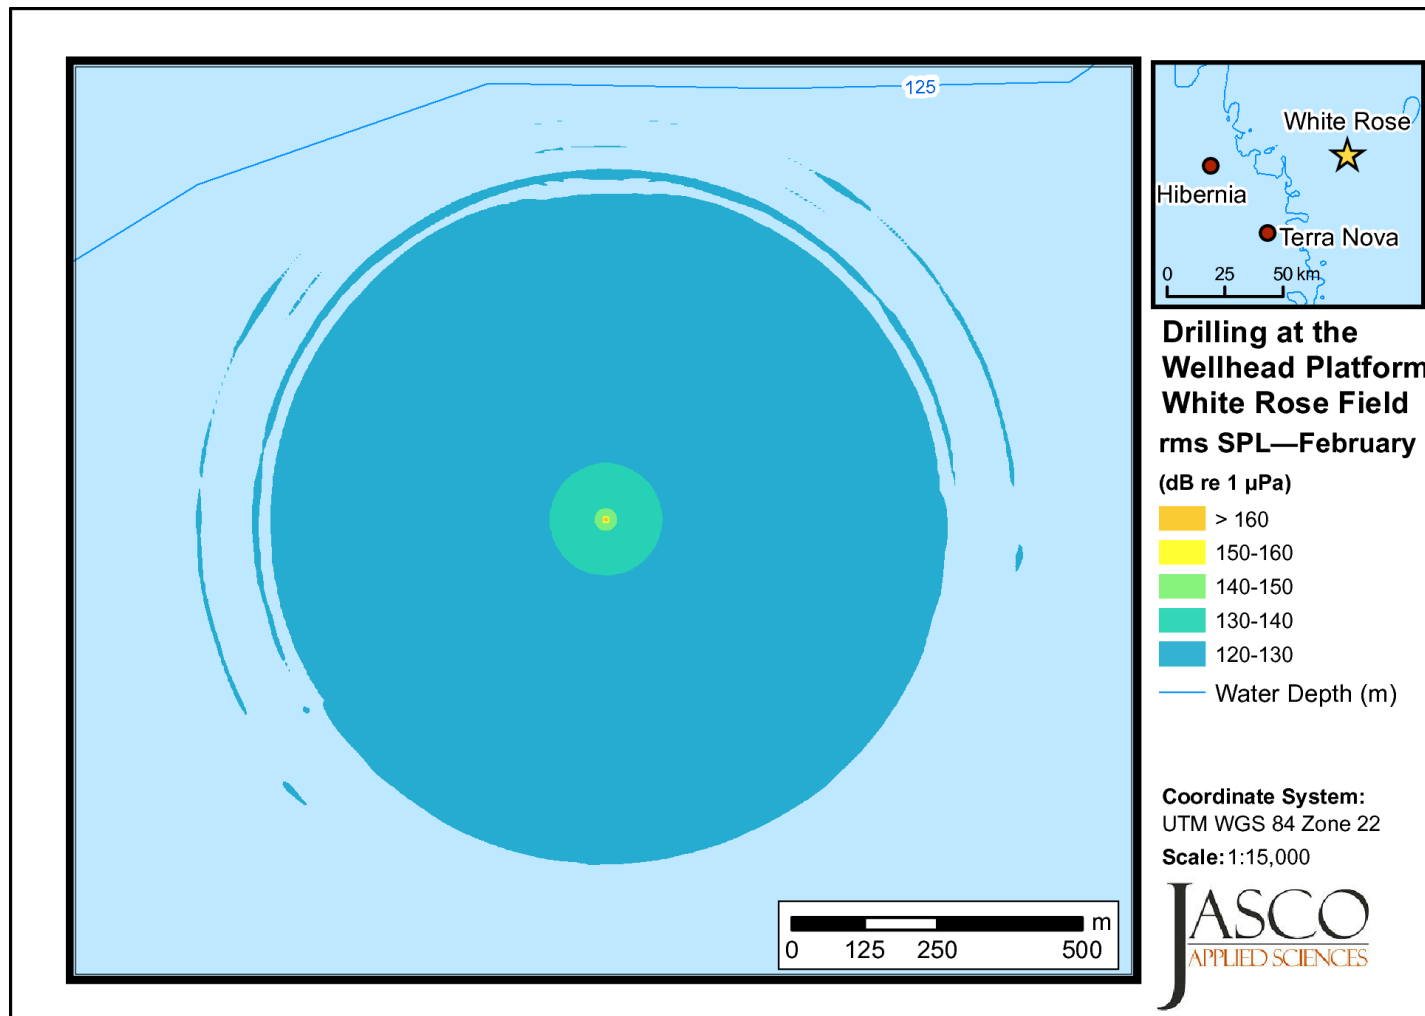 125
White Rose
Hibernia
Terra Nova
0 25 50 km
Drilling at the
Wellhead Platform
White Rose Field
rms SPL—February
(dB re 1 µPa)
> 160
150-160
140-150
130-140
120-130
Water Depth (m)
Coordinate System:
UTM WGS 84 Zone 22
Scale: 1:15,000
JASCO
APPLIED SCIENCES
m
0 125 250 500